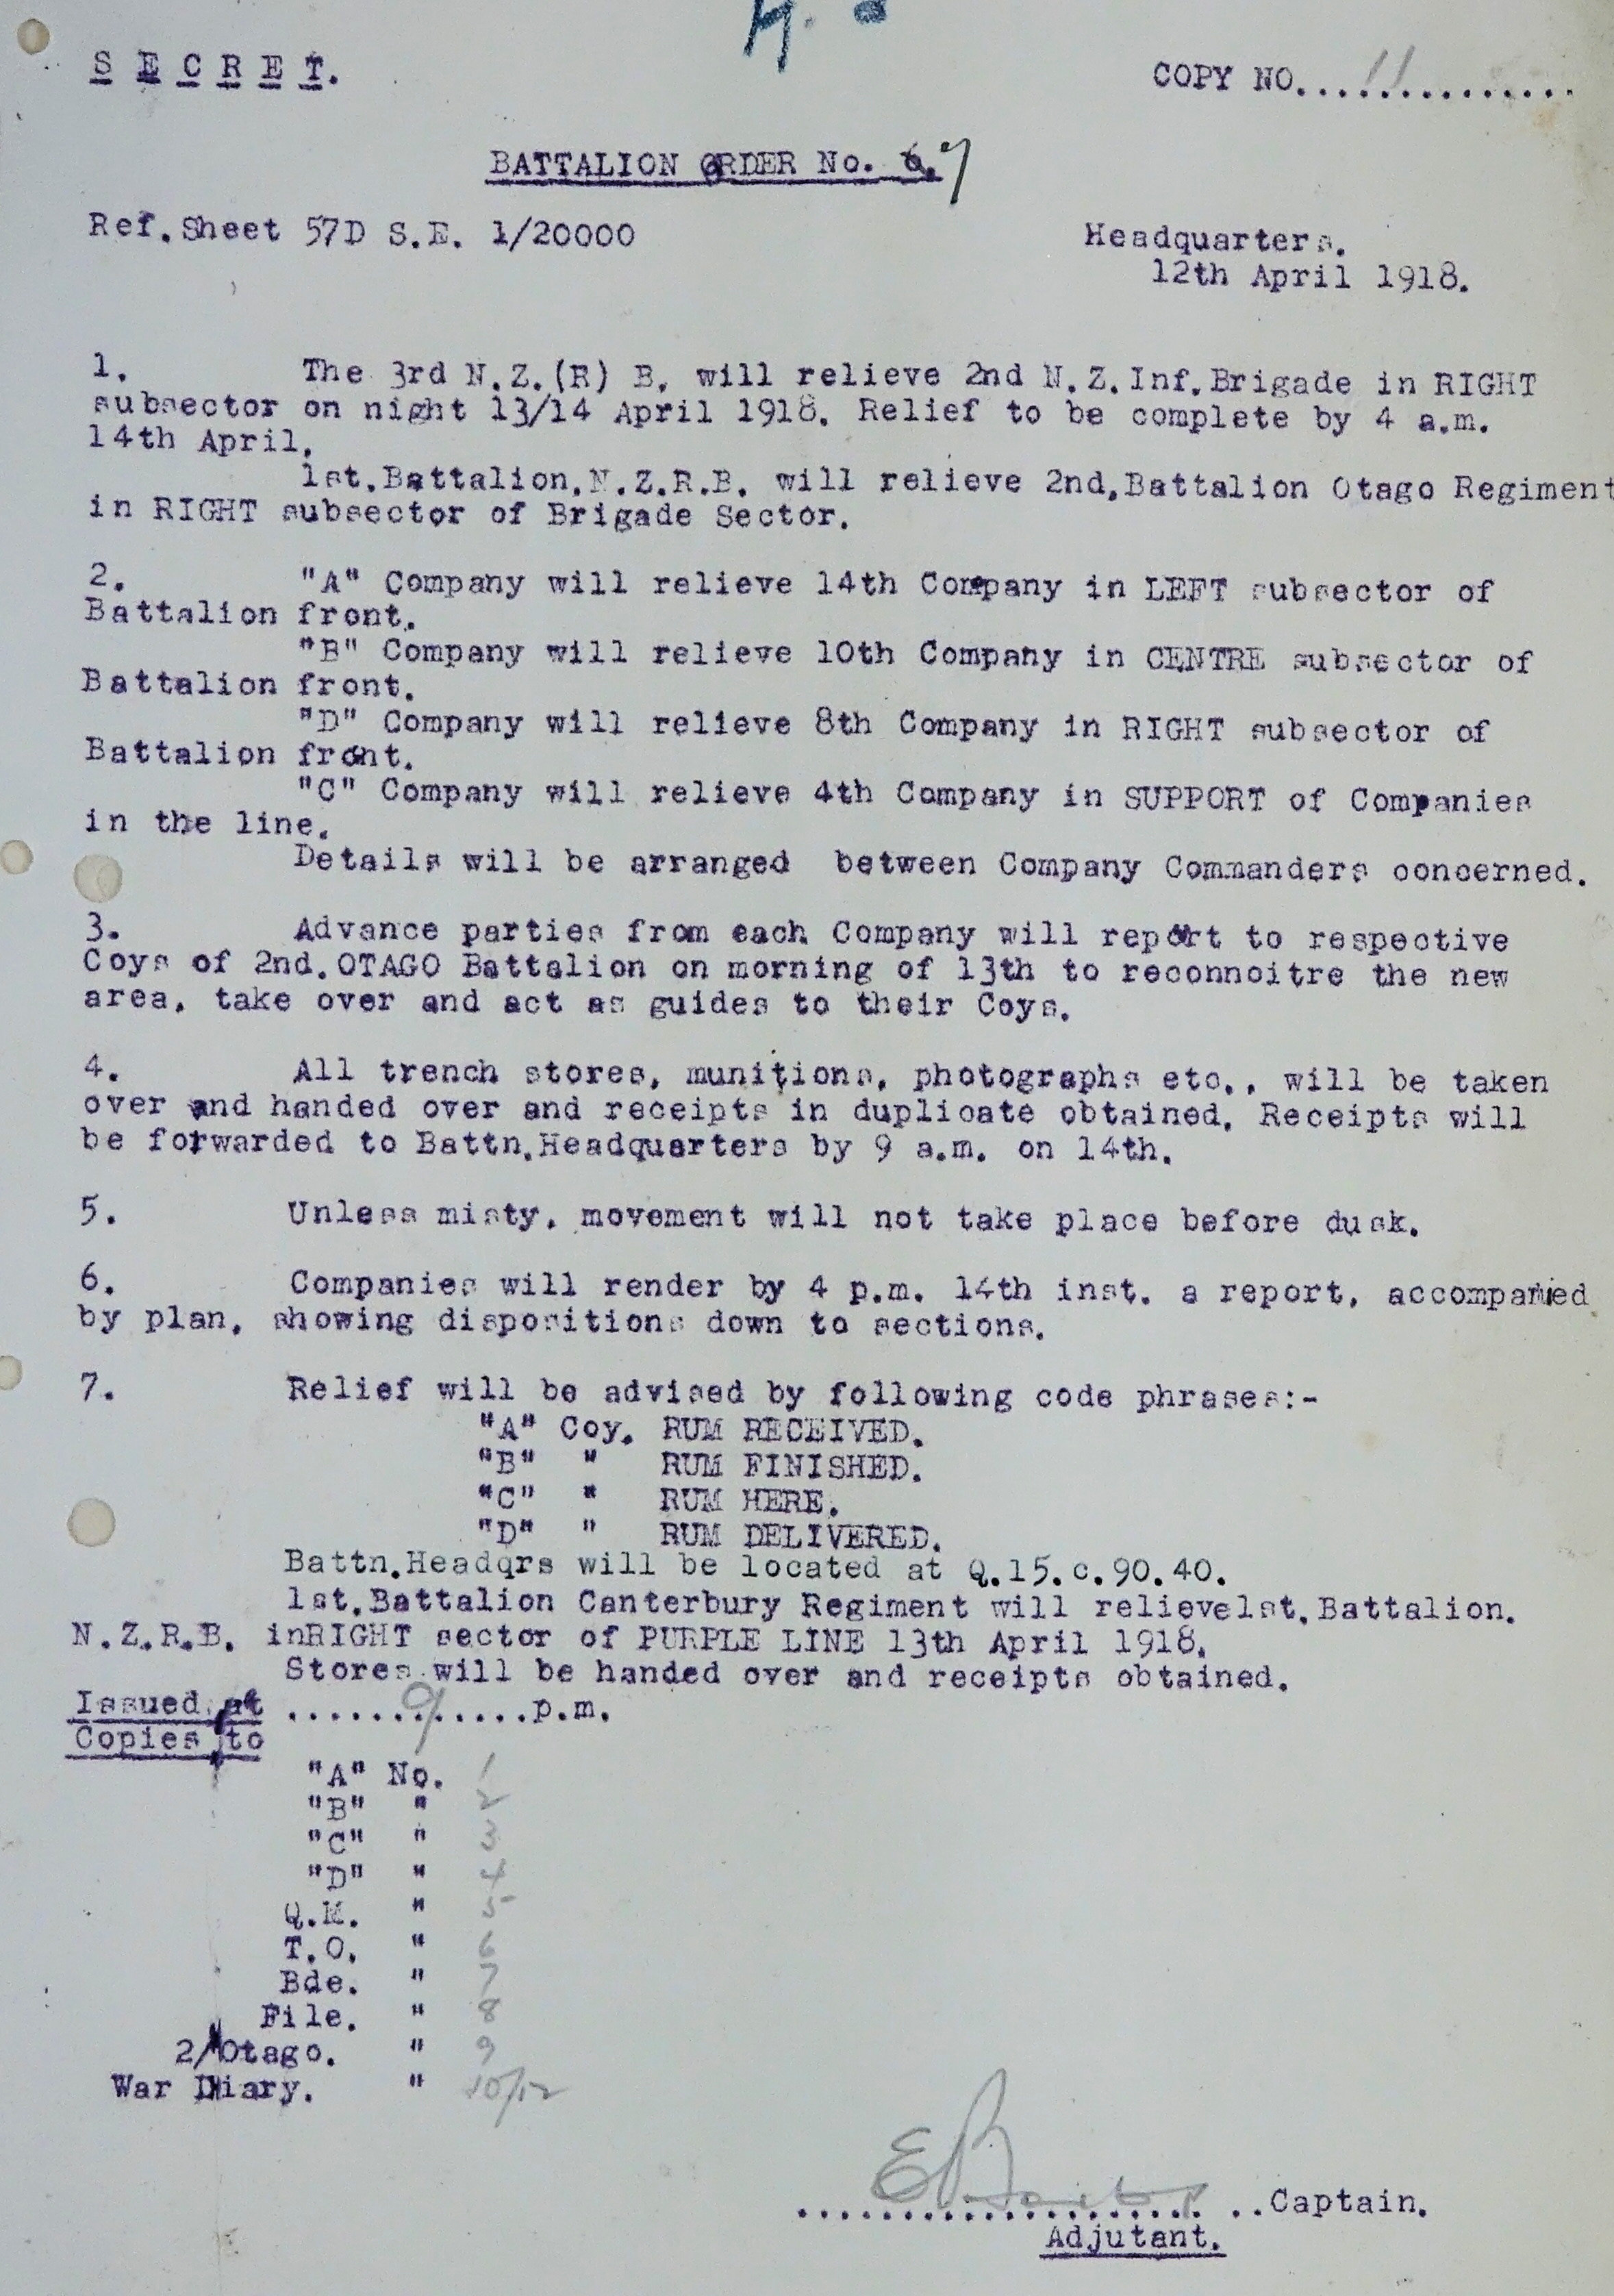 S E C R E T.
COPY NO....11..............
BATTALION ORDER No. 7
Ref. Sheet 57D S.E. 1/20000
Headquarters.
12th April 1918.
1. The 3rd N.Z.(R) B. will relieve 2nd N.Z.Inf.Brigade in RIGHT
subsector on night 13/14 April 1918. Relief to be complete by 4 a.m.
14th April.
1st.Battalion.N.Z.R.B. will relieve 2nd.Battalion Otago Regiment
in RIGHT subsector of Brigade Sector.
2. "A" Company will relieve 14th Company in LEFT subsector of
Battalion front.
"B" Company will relieve 10th Company in CENTRE subsector of
Battalion front.
"D" Company will relieve 8th Company in RIGHT subsector of
Battalion front.
"C" Company will relieve 4th Company in SUPPORT of Companies
in the line.
Details will be arranged between Company Commanders concerned.
3. Advance parties from each Company will report to respective
Coys of 2nd.OTAGO Battalion on morning of 13th to reconnoitre the new
area, take over and act as guides to their Coys.
4. All trench stores, munitions, photographs etc., will be taken
over and handed over and receipts in duplicate obtained. Receipts will
be forwarded to Battn.Headquarters by 9 a.m. on 14th.
5. Unless misty, movement will not take place before dusk.
6. Companies will render by 4 p.m. 14th inst. a report, accompanied
by plan, showing dispositions down to sections.
7. Relief will be advised by following code phrases:-
"A" Coy. RUM RECEIVED.
"B" " RUM FINISHED.
"C" " RUM HERE.
"D" " RUM DELIVERED.
Battn.Headqrs will be located at Q.15.c.90.40.
1st.Battalion Canterbury Regiment will relieve1st.Battalion.
N.Z.R.B. inRIGHT sector of PURPLE LINE 13th April 1918.
Stores will be handed over and receipts obtained.
Issued at ......9.....p.m.
Copies to
"A" No. 1
"B" " 2
"C" " 3
"D" " 4
Q.M. " 5
T.O. " 6
Bde. " 7
File. " 8
2/Otago. " 9
War Diary. " 10/12
..Captain.
Adjutant.